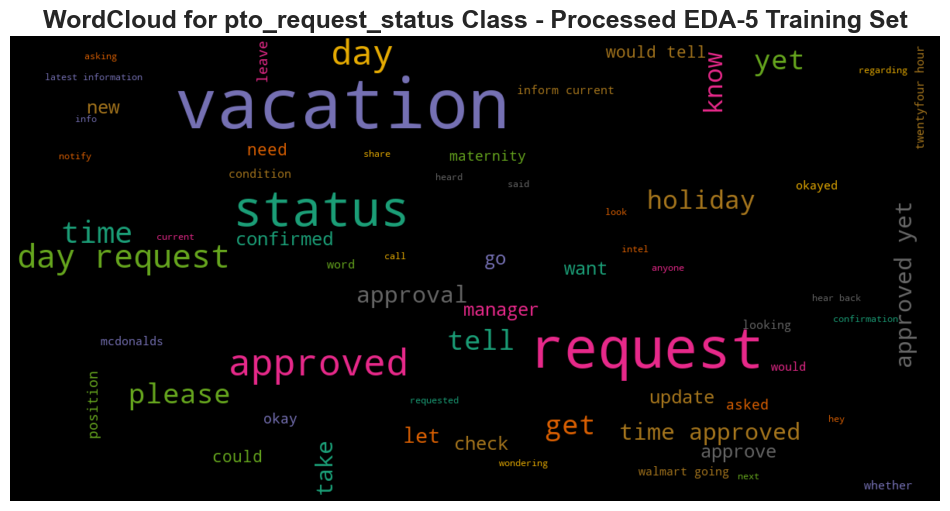 WordCloud for pto_request_status Class - Processed EDA-5 Training Set
asking
leave
day
would tell
know
yet
twentyfour hour
latest information
vacation
inform current
regarding
new
info
notify
need
share
maternity
condition
heard
said
okayed
status
holiday
look
approved yet
time
current
confirmed
day request
word
call
go
want
intel
anyone
approval
manager
hear back
confirmation
looking
mcdonalds
tell
request
approved
would
position
please
requested
update
asked
okay
let
get
time approved
hey
could
take
check
approve
wondering
walmart going
next
whether